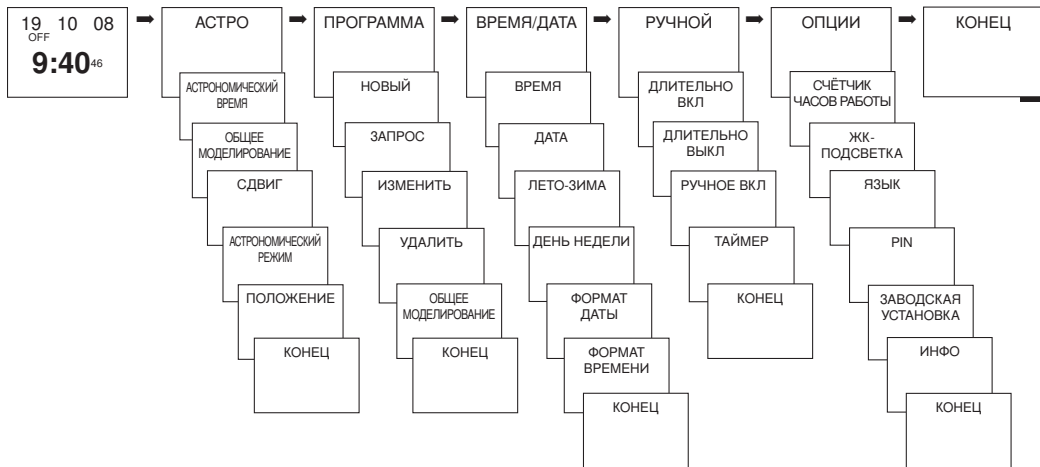 19 10 08
OFF
9:40 46
АСТРО
АСТРОНОМИЧЕСКИЙ
ВРЕМЯ
ОБЩЕЕ
МОДЕЛИРОВАНИЕ
СДВИГ
АСТРОНОМИЧЕСКИЙ
РЕЖИМ
ПОЛОЖЕНИЕ
КОНЕЦ
ПРОГРАММА
НОВЫЙ
ЗАПРОС
ИЗМЕНИТЬ
УДАЛИТЬ
ОБЩЕЕ
МОДЕЛИРОВАНИЕ
КОНЕЦ
ВРЕМЯ/ДАТА
ВРЕМЯ
ДАТА
ЛЕТО-ЗИМА
ДЕНЬ НЕДЕЛИ
ФОРМАТ
ДАТЫ
ФОРМАТ
ВРЕМЕНИ
КОНЕЦ
РУЧНОЙ
ДЛИТЕЛЬНО
ВКЛ
ДЛИТЕЛЬНО
ВЫКЛ
РУЧНОЕ ВКЛ
ТАЙМЕР
КОНЕЦ
ОПЦИИ
СЧЁТЧИК
ЧАСОВ РАБОТЫ
ЖК-
ПОДСВЕТКА
ЯЗЫК
PIN
ЗАВОДСКАЯ
УСТАНОВКА
ИНФО
КОНЕЦ
КОНЕЦ